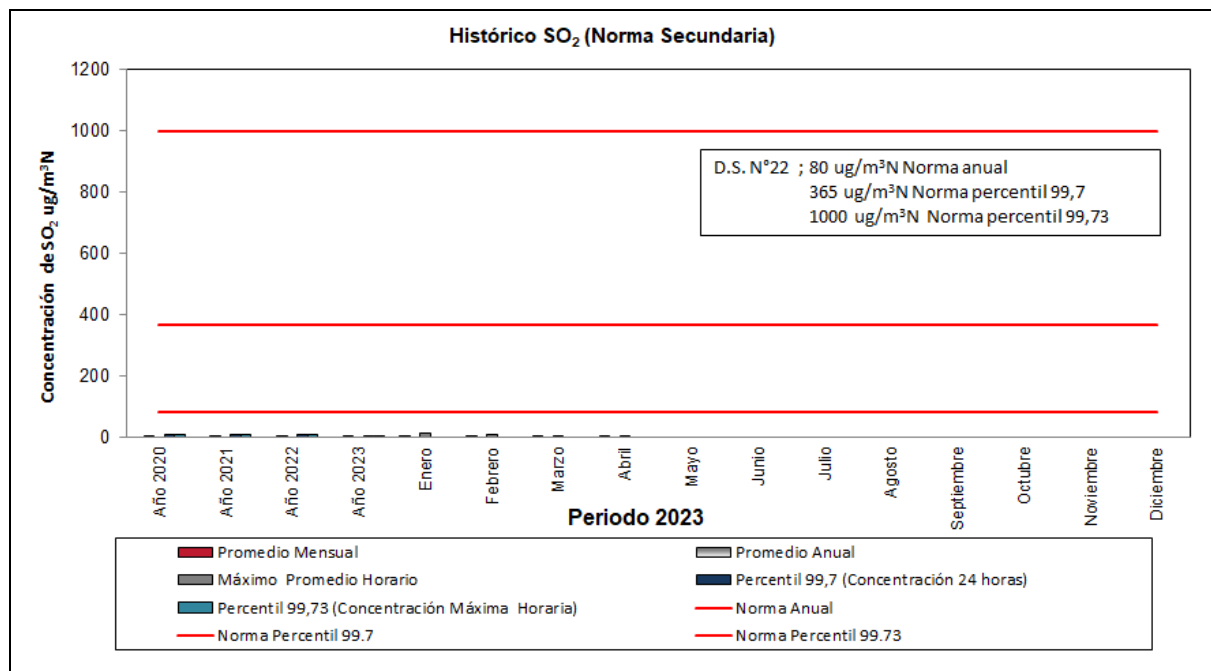 Histórico SO₂ (Norma Secundaria)
1200
1000
800
600
400
200
0
Concentración de SO₂ ug/m³N
D.S. N°22 ; 80 ug/m³N Norma anual
365 ug/m³N Norma percentil 99,7
1000 ug/m³N Norma percentil 99,73
Año 2020
Año 2021
Año 2022
Año 2023
Enero
Febrero
Marzo
Abril
Mayo
Junio
Julio
Agosto
Septiembre
Octubre
Noviembre
Diciembre
Periodo 2023
Promedio Mensual
Promedio Anual
Máximo Promedio Horario
Percentil 99,7 (Concentración 24 horas)
Percentil 99,73 (Concentración Máxima Horaria)
Norma Anual
Norma Percentil 99.7
Norma Percentil 99.73